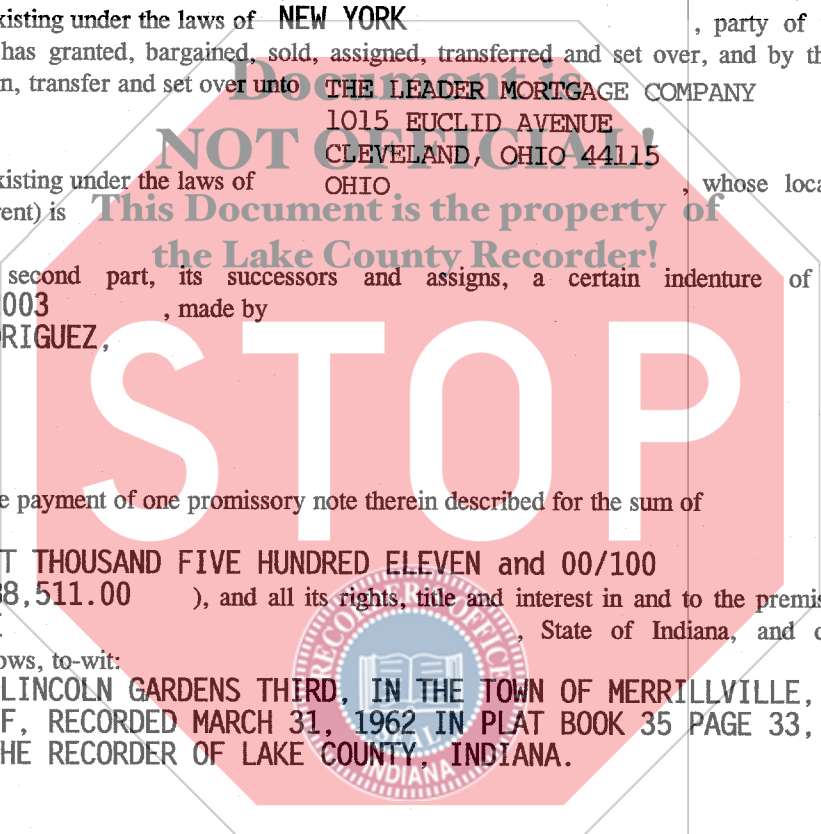 xisting under the laws of NEW YORK , party of
has granted, bargained, sold, assigned, transferred and set over, and by th
n, transfer and set over unto THE LEADER MORTGAGE COMPANY
1015 EUCLID AVENUE
CLEVELAND, OHIO 44115
xisting under the laws of OHIO , whose loca
rent) is
Document is
NOT OFFICIAL!
This Document is the property of
the Lake County Recorder!
second part, its successors and assigns, a certain indenture of
003 , made by
RIGUEZ,
STOP
e payment of one promissory note therein described for the sum of
T THOUSAND FIVE HUNDRED ELEVEN and 00/100
8,511.00 ), and all its rights, title and interest in and to the premis
, State of Indiana, and
ows, to-wit:
LINCOLN GARDENS THIRD, IN THE TOWN OF MERRILLVILLE,
F, RECORDED MARCH 31, 1962 IN PLAT BOOK 35 PAGE 33,
HE RECORDER OF LAKE COUNTY, INDIANA.
RECORDER OFFICE
SEAL
INDIANA